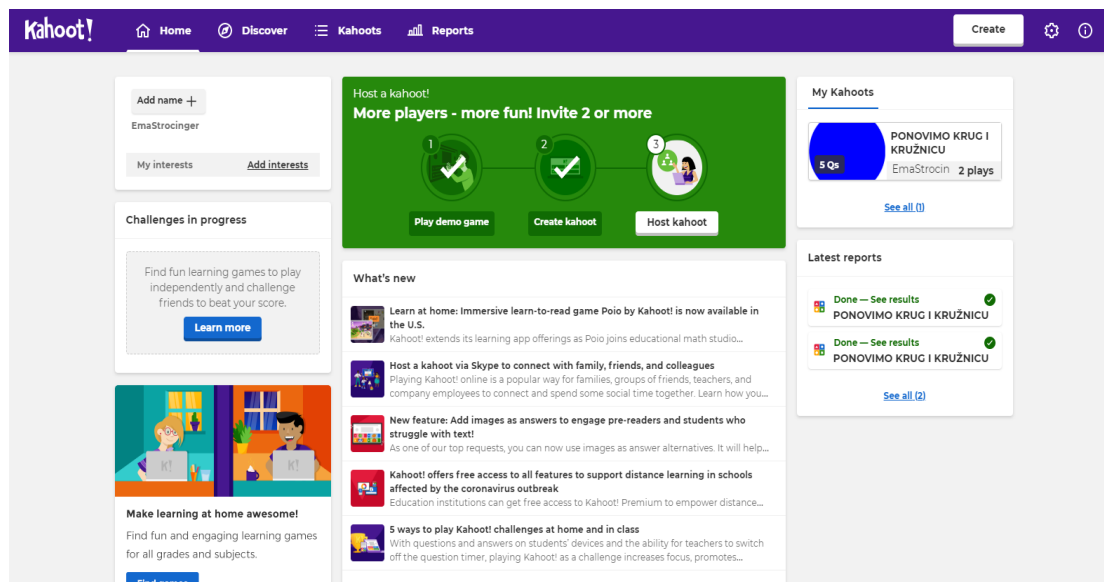 Kahoot!
Home
Discover
Kahoots
Reports
Create
Add name +
EmaStrocinger
My interests
Add interests
Challenges in progress
Find fun learning games to play
independently and challenge
friends to beat your score.
Learn more
K!
K!
Make learning at home awesome!
Find fun and engaging learning games
for all grades and subjects.
Find games
Host a kahoot!
More players - more fun! Invite 2 or more
1
2
3
Play demo game
Create kahoot
Host kahoot
What's new
Learn at home: Immersive learn-to-read game Poio by Kahoot! is now available in
the U.S.
Kahoot! extends its learning app offerings as Poio joins educational math studio...
Host a kahoot via Skype to connect with family, friends, and colleagues
Playing Kahoot! online is a popular way for families, groups of friends, teachers, and
company employees to connect and spend some social time together. Learn how you...
New feature: Add images as answers to engage pre-readers and students who
struggle with text!
As one of our top requests, you can now use images as answer alternatives. It will help...
Kahoot! offers free access to all features to support distance learning in schools
affected by the coronavirus outbreak
Education institutions can get free access to Kahoot! Premium to empower distance...
5 ways to play Kahoot! challenges at home and in class
With questions and answers on students' devices and the ability for teachers to switch
off the question timer, playing Kahoot! as a challenge increases focus, promotes...
My Kahoots
5 Qs
PONOVIMO KRUG I
KRUŽNICU
EmaStrocin
2 plays
See all (1)
Latest reports
Done — See results
PONOVIMO KRUG I KRUŽNICU
Done — See results
PONOVIMO KRUG I KRUŽNICU
See all (2)